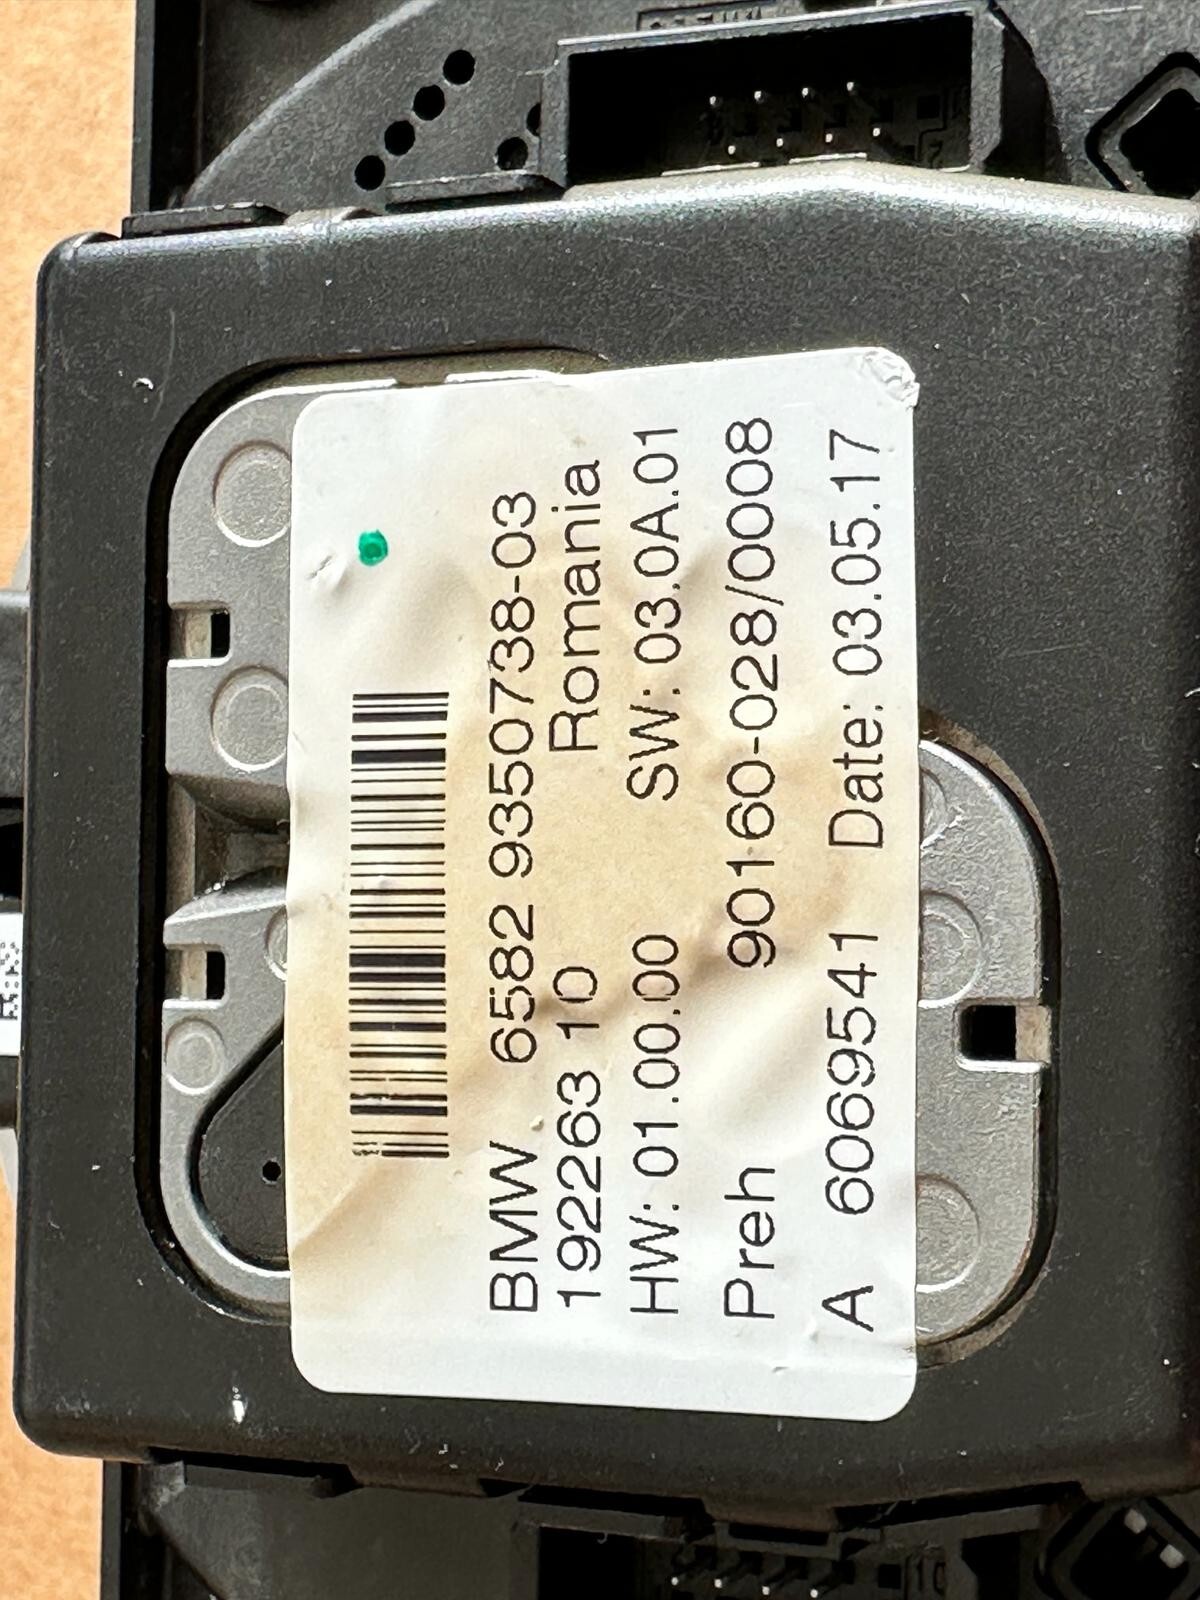 BMW 6582 9350738-03
192263 10 Romania
HW: 01.00.00 SW: 03.0A.01
Preh 90160-028/0008
A 6069541 Date: 03.05.17